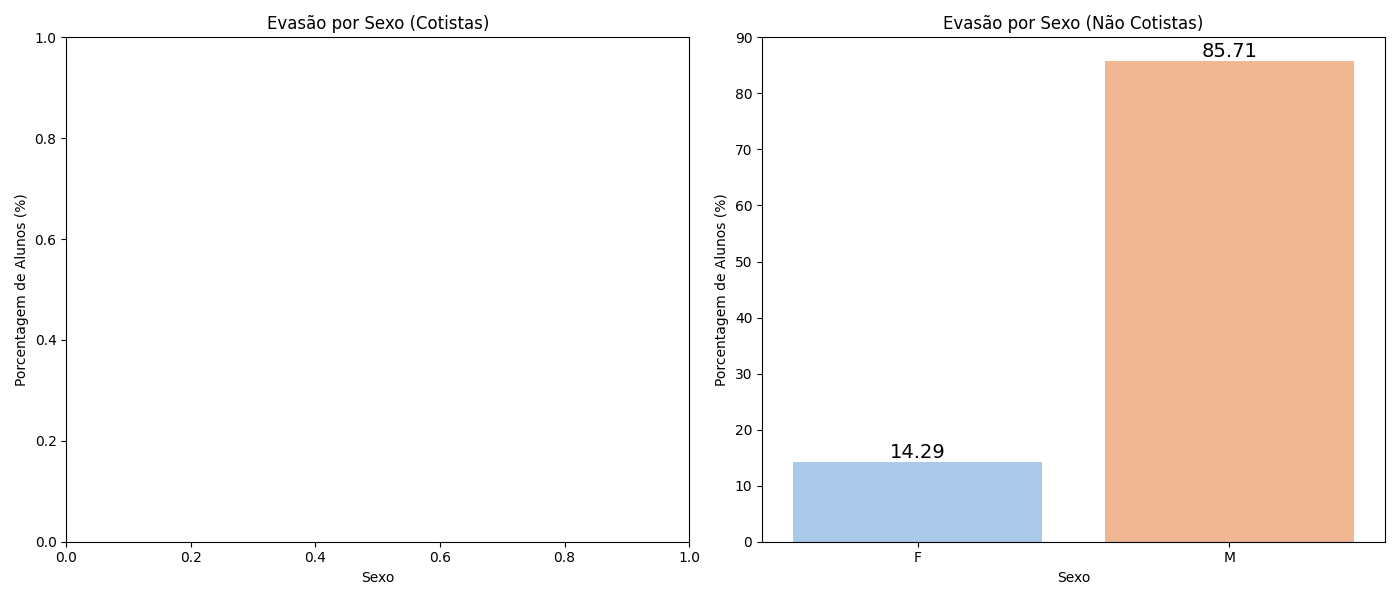 Evasão por Sexo (Cotistas)
Porcentagem de Alunos (%)
1.0
0.8
0.6
0.4
0.2
0.0
0.0 0.2 0.4 0.6 0.8 1.0
Sexo
Evasão por Sexo (Não Cotistas)
Porcentagem de Alunos (%)
90
80
70
60
50
40
30
20
10
0
85.71
14.29
F M
Sexo